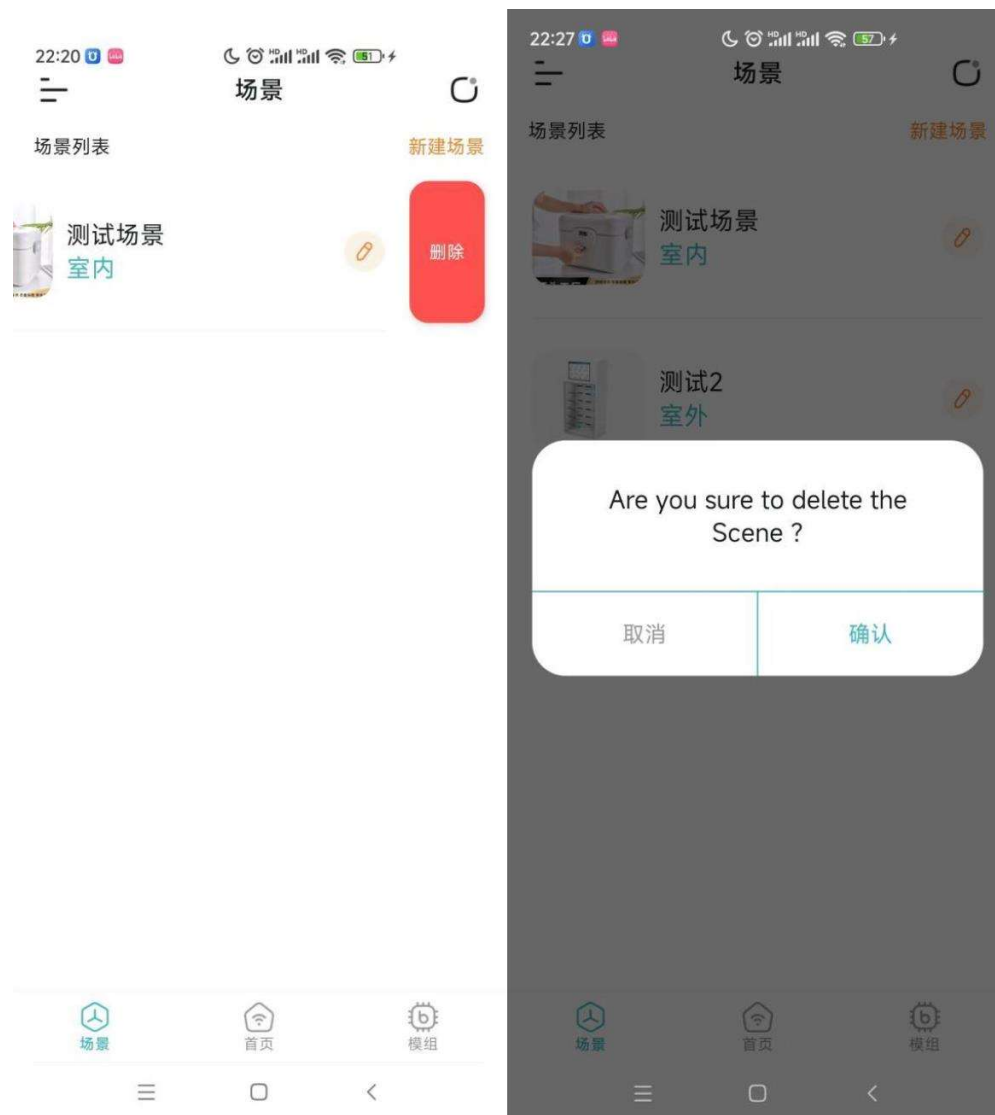 22:20
51
场景
场景列表
新建场景
测试场景
室内
删除
场景
首页
模组
22:27
57
场景
场景列表
新建场景
测试场景
室内
测试2
室外
Are you sure to delete the
Scene ?
取消
确认
场景
首页
模组